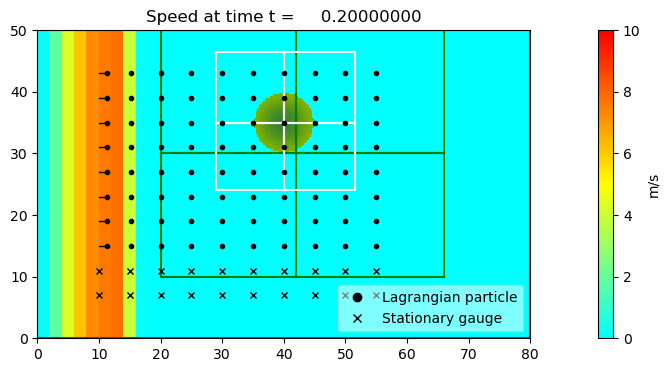 Speed at time t = 0.20000000
50
40
30
20
10
0
0 10 20 30 40 50 60 70 80
Lagrangian particle
Stationary gauge
10
8
6
4
2
0
m/s